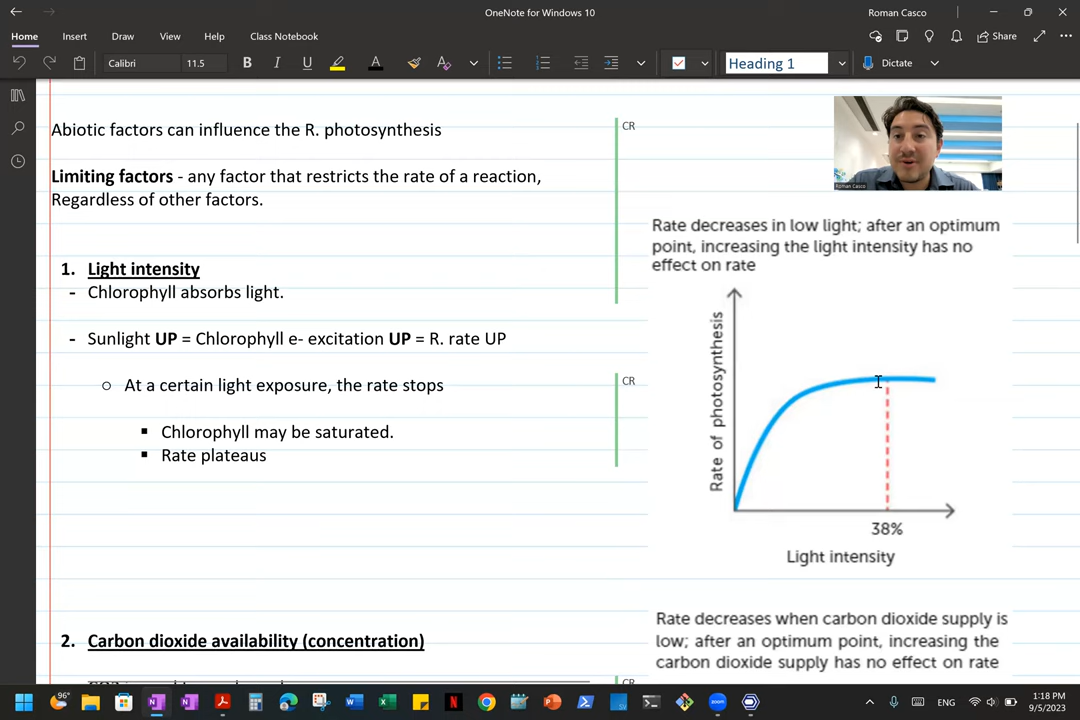 OneNote for Windows 10
Roman Casco
Home
Insert
Draw
View
Help
Class Notebook
Share
Calibri
11.5
B
I
U
A
A
Heading 1
Dictate
Abiotic factors can influence the R. photosynthesis
Limiting factors - any factor that restricts the rate of a reaction,
Regardless of other factors.
CR
Roman Casco
1. Light intensity
- Chlorophyll absorbs light.
- Sunlight UP = Chlorophyll e- excitation UP = R. rate UP
At a certain light exposure, the rate stops
CR
Chlorophyll may be saturated.
Rate plateaus
Rate decreases in low light; after an optimum
point, increasing the light intensity has no
effect on rate
Rate of photosynthesis
38%
Light intensity
2. Carbon dioxide availability (concentration)
Rate decreases when carbon dioxide supply is
low; after an optimum point, increasing the
carbon dioxide supply has no effect on rate
CR
96°
ENG
1:18 PM
9/5/2023